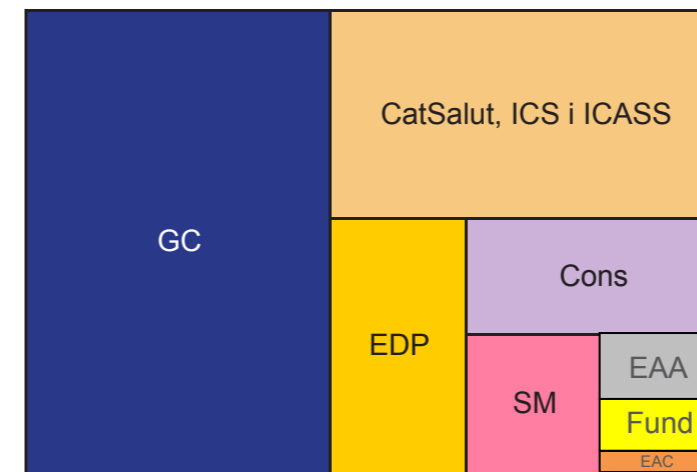 GC
CatSalut, ICS i ICASS
EDP
Cons
SM
EAA
Fund
EAC